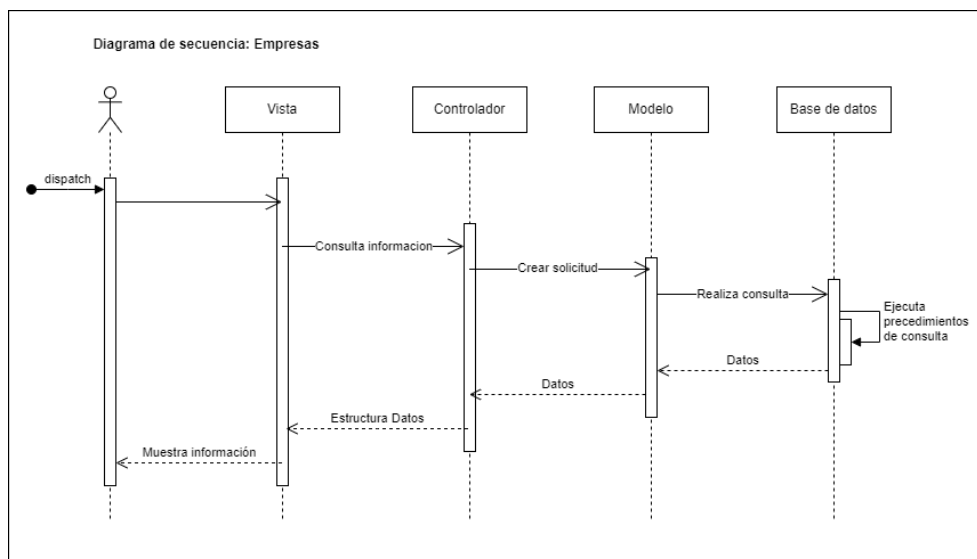 Diagrama de secuencia: Empresas
Vista
Controlador
Modelo
Base de datos
dispatch
Consulta informacion
Crear solicitud
Realiza consulta
Ejecuta
precedimientos
de consulta
Datos
Datos
Estructura Datos
Muestra información